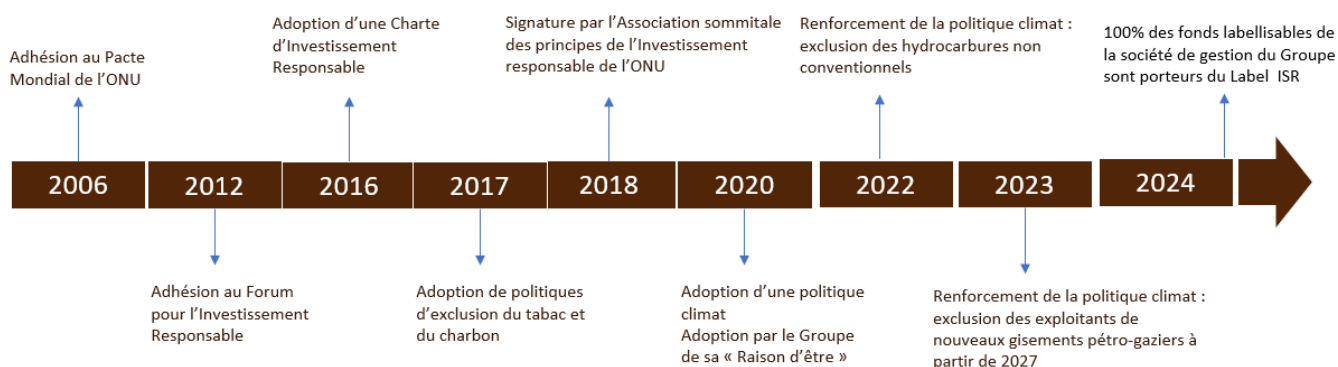 Adhésion au Pacte
Mondial de l’ONU
Adoption d’une Charte
d’Investissement
Responsable
Signature par l’Association sommitale
des principes de l’Investissement
responsable de l’ONU
Renforcement de la politique climat :
exclusion des hydrocarbures non
conventionnels
100% des fonds labellisables de
la société de gestion du Groupe
sont porteurs du Label ISR
2006
2012
2016
2017
2018
2020
2022
2023
2024
Adhésion au Forum
pour l’Investissement
Responsable
Adoption de politiques
d’exclusion du tabac et
du charbon
Adoption d’une politique
climat
Adoption par le Groupe
de sa « Raison d’être »
Renforcement de la politique climat :
exclusion des exploitants de
nouveaux gisements pétro-gaziers à
partir de 2027